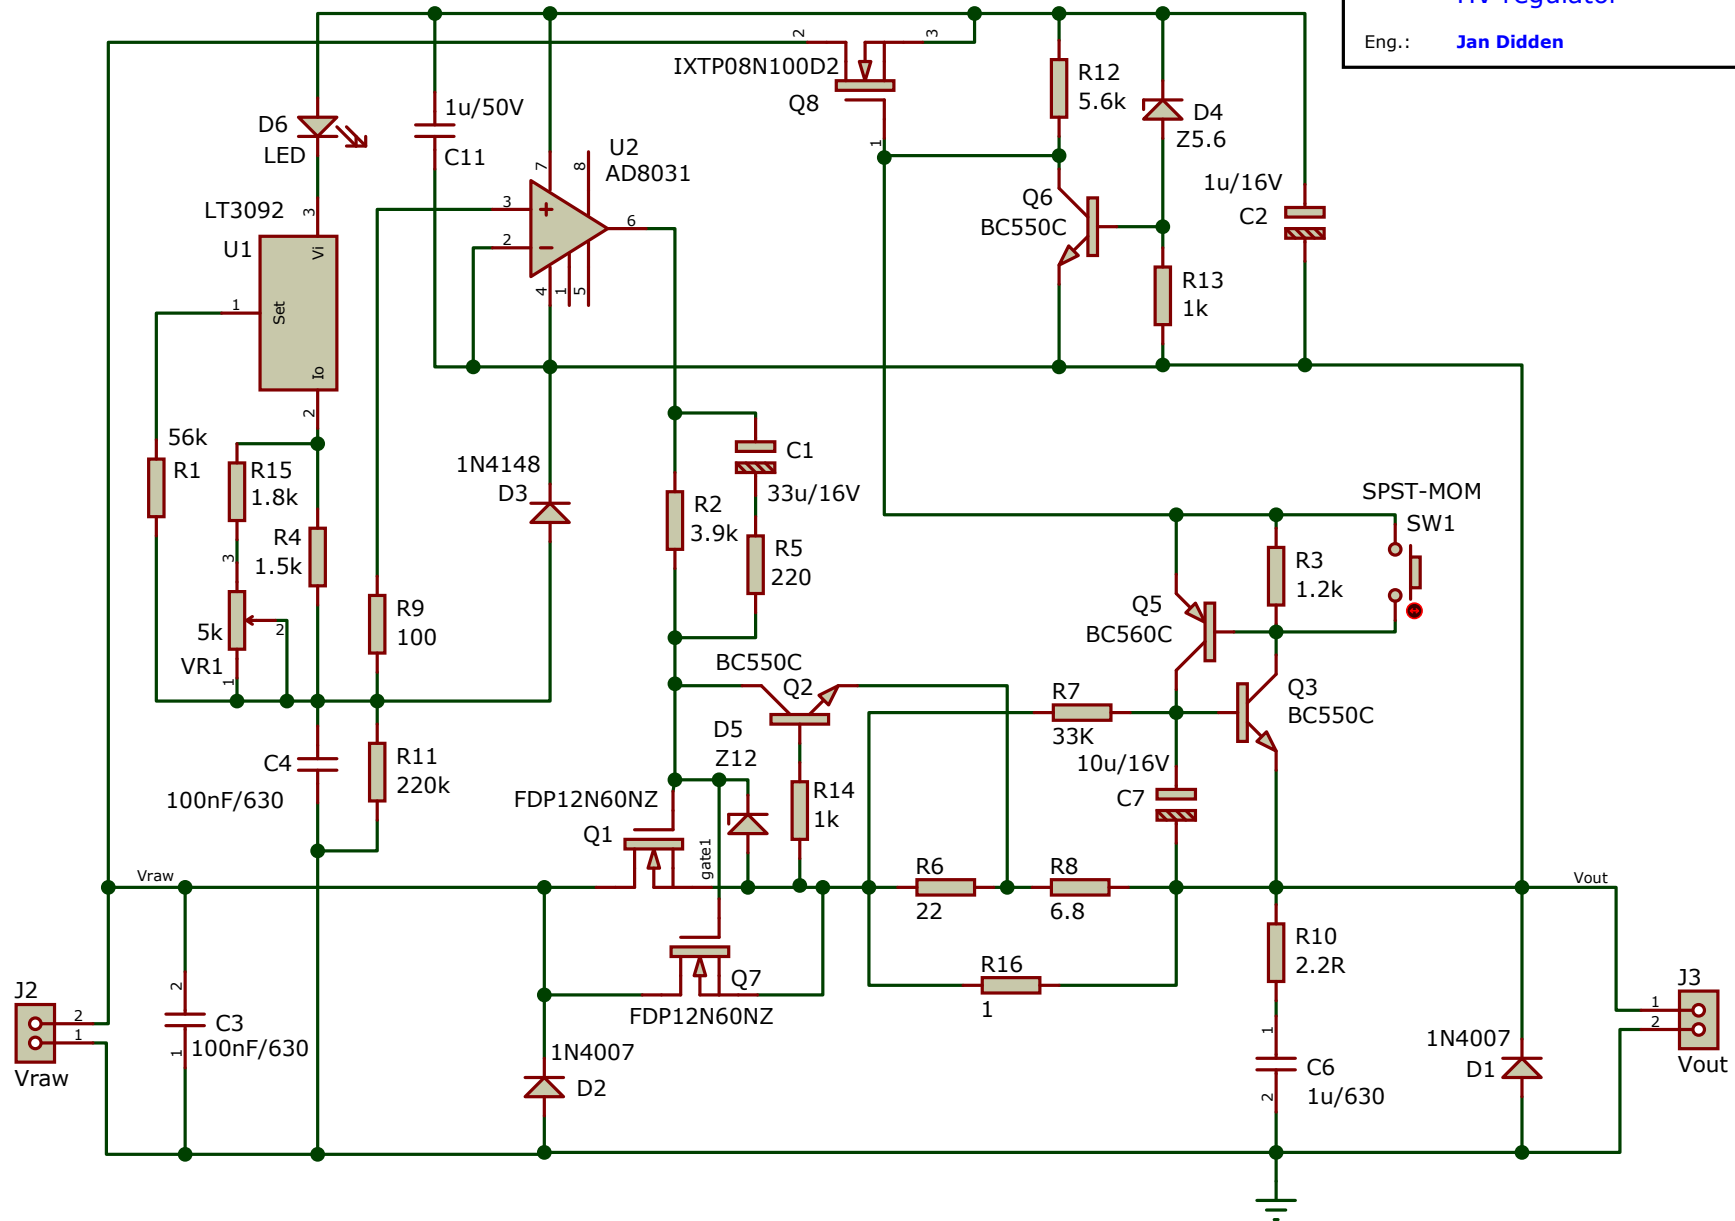 HV regulator
Eng.: Jan Didden
2
3
IXTP08N100D2
Q8
1
R12
5.6k
D4
Z5.6
1u/50V
C11
D6
LED
U2
AD8031
7
8
3
2
6
4
1
5
LT3092
U1
3
Vi
Set
Io
1
2
Q6
BC550C
1u/16V
C2
R13
1k
56k
R1
R15
1.8k
R4
1.5k
3
5k
2
VR1
1
1N4148
D3
R9
100
C1
33u/16V
R2
3.9k
R5
220
SPST-MOM
SW1
R3
1.2k
Q5
BC560C
BC550C
Q2
R7
33K
Q3
BC550C
D5
Z12
10u/16V
C7
C4
100nF/630
R11
220k
FDP12N60NZ
Q1
gate1
R14
1k
Vraw
R6
22
R8
6.8
Vout
Q7
FDP12N60NZ
R16
1
R10
2.2R
J2
2
1
Vraw
2
C3
100nF/630
1
1N4007
D2
1
C6
1u/630
2
1N4007
D1
J3
1
2
Vout